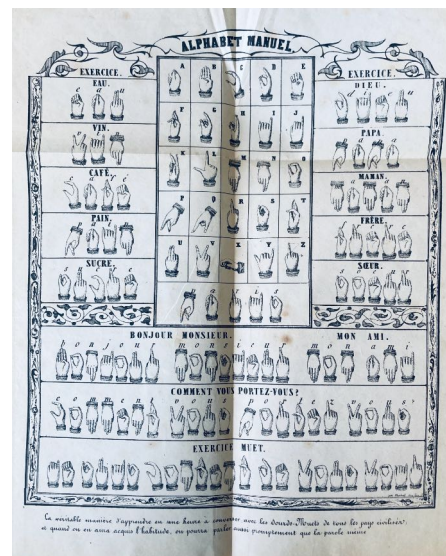 ALPHABET MANUEL.
EXERCICE.
EAU.
e a u
VIN.
v i n
CAFÉ.
c a f é
PAIN.
p a i n
SUCRE.
s u c r e
A B C D E
F G H I J
K L M N O
P Q R S T
U V X Y Z
p a r i s
EXERCICE.
DIEU.
d i e u
PAPA.
p a p a
MAMAN.
m a m a n
FRÈRE.
f r è r e
SŒUR.
s o e u r
BONJOUR MONSIEUR. MON AMI.
b o n j o u r m o n s i e u r m o n a m i
COMMENT VOUS PORTEZ-VOUS?
c o m m e n t v o u s p o r t e z v o u s
EXERCICE MUET.
La véritable manière d'apprendre en une heure a converser avec les Sourds-Muets de tous les pays civilisés,
et quand on en aura acquis l'habitude, on pourra parler aussi promptement que la parole même